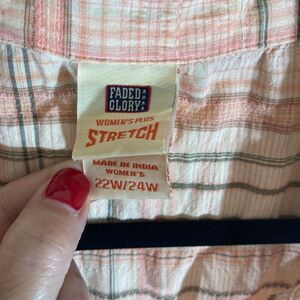 FADED
GLORY
WOMEN'S PLUS
STRETCH
MADE IN INDIA
WOMEN'S
22W/24W